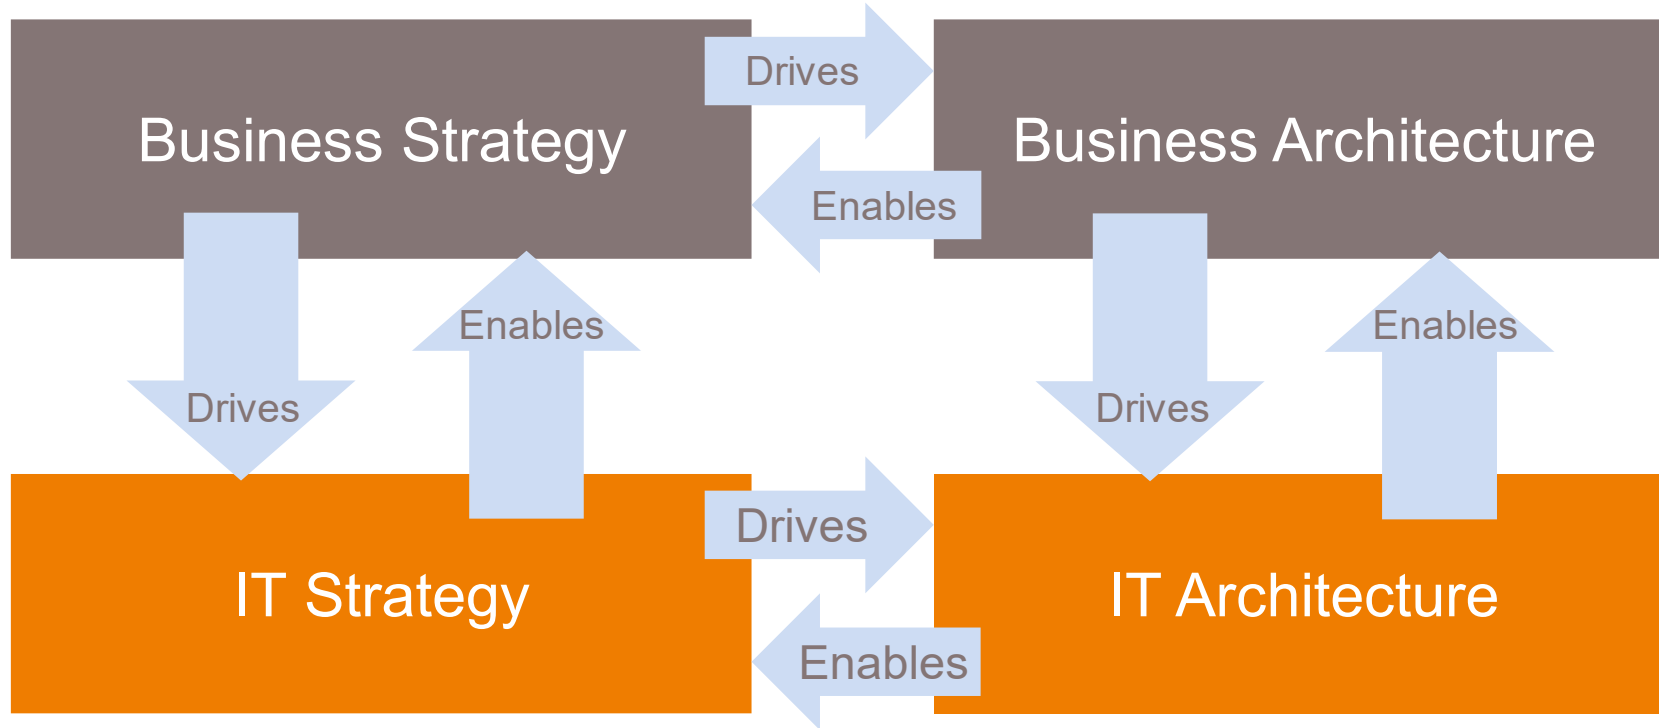 Business Strategy
Drives
Enables
Business Architecture
Drives
Enables
Drives
Enables
IT Strategy
Drives
Enables
IT Architecture